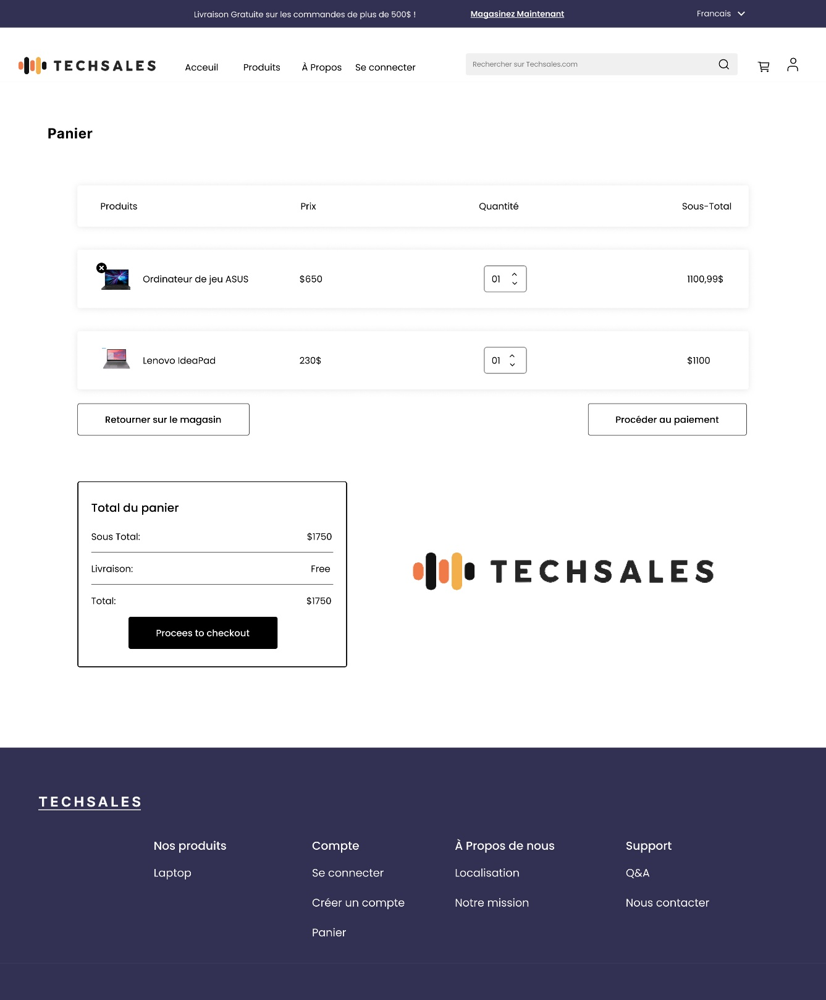 Livraison Gratuite sur les commandes de plus de 500$ ! Magasinez Maintenant Francais
TECHSALES Acceuil Produits À Propos Se connecter Rechercher sur Techsales.com
Panier
Produits Prix Quantité Sous-Total
Ordinateur de jeu ASUS $650 01 1100,99$
Lenovo IdeaPad 230$ 01 $1100
Retourner sur le magasin Procéder au paiement
Total du panier
Sous Total: $1750
Livraison: Free
TECHSALES
Total: $1750
Procees to checkout
TECHSALES
Nos produits Compte À Propos de nous Support
Laptop Se connecter Localisation Q&A
Créer un compte Notre mission Nous contacter
Panier